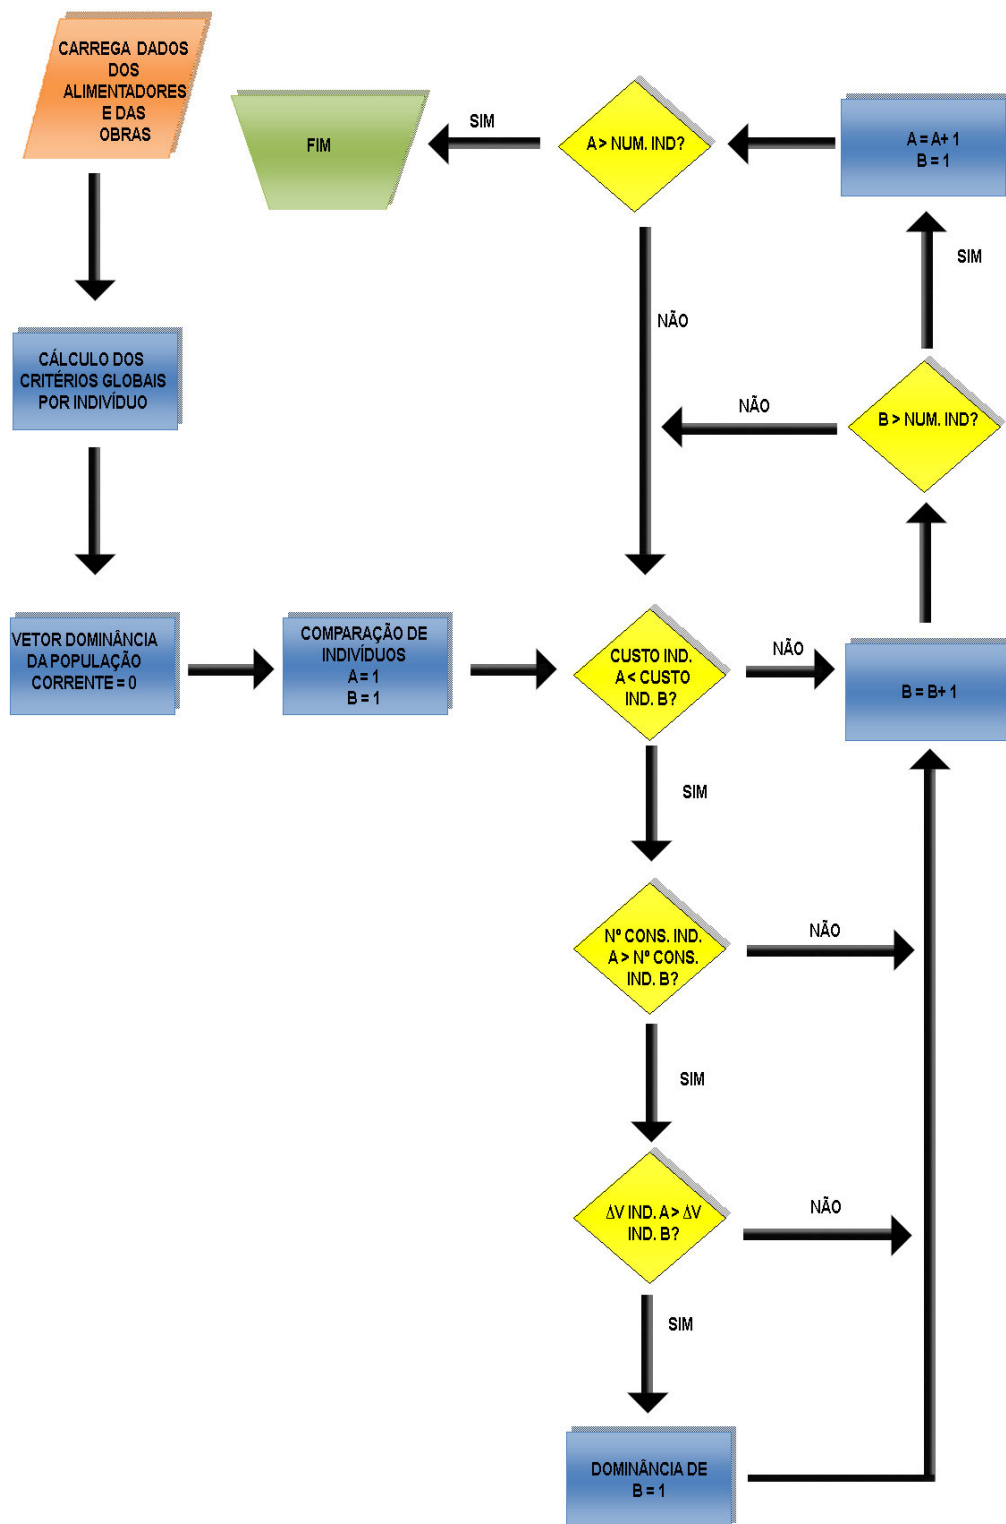 CARREGA DADOS
DOS
ALIMENTADORES
E DAS
OBRAS
FIM
SIM
A > NUM. IND?
A = A+ 1
B = 1
SIM
NÃO
CÁLCULO DOS
CRITÉRIOS GLOBAIS
POR INDIVÍDUO
NÃO
B > NUM. IND?
VETOR DOMINÂNCIA
DA POPULAÇÃO
CORRENTE = 0
COMPARAÇÃO DE
INDIVÍDUOS
A = 1
B = 1
CUSTO IND.
A < CUSTO
IND. B?
NÃO
B = B+ 1
SIM
Nº CONS. IND.
A > Nº CONS.
IND. B?
NÃO
SIM
ΔV IND. A > ΔV
IND. B?
NÃO
SIM
DOMINÂNCIA DE
B = 1